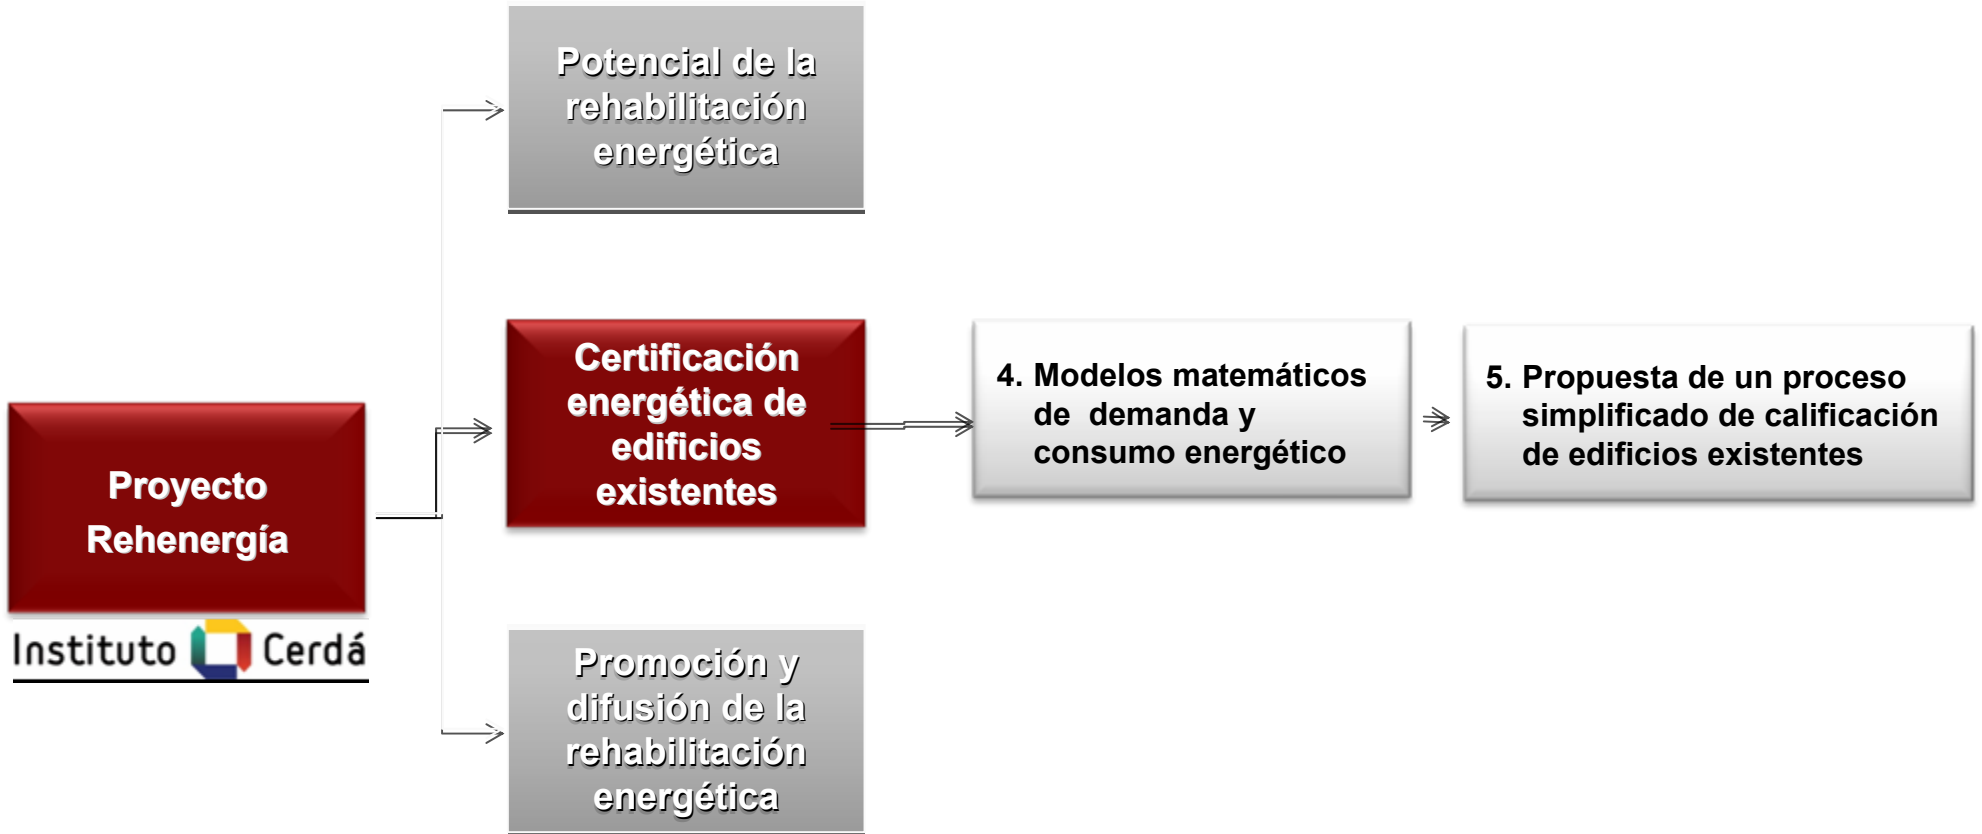 Potencial de la
rehabilitación
energética
Certificación
energética de
edificios
existentes
4. Modelos matemáticos
de demanda y
consumo energético
5. Propuesta de un proceso
simplificado de calificación
de edificios existentes
Proyecto
Rehenergía
Instituto Cerdá
Promoción y
difusión de la
rehabilitación
energética